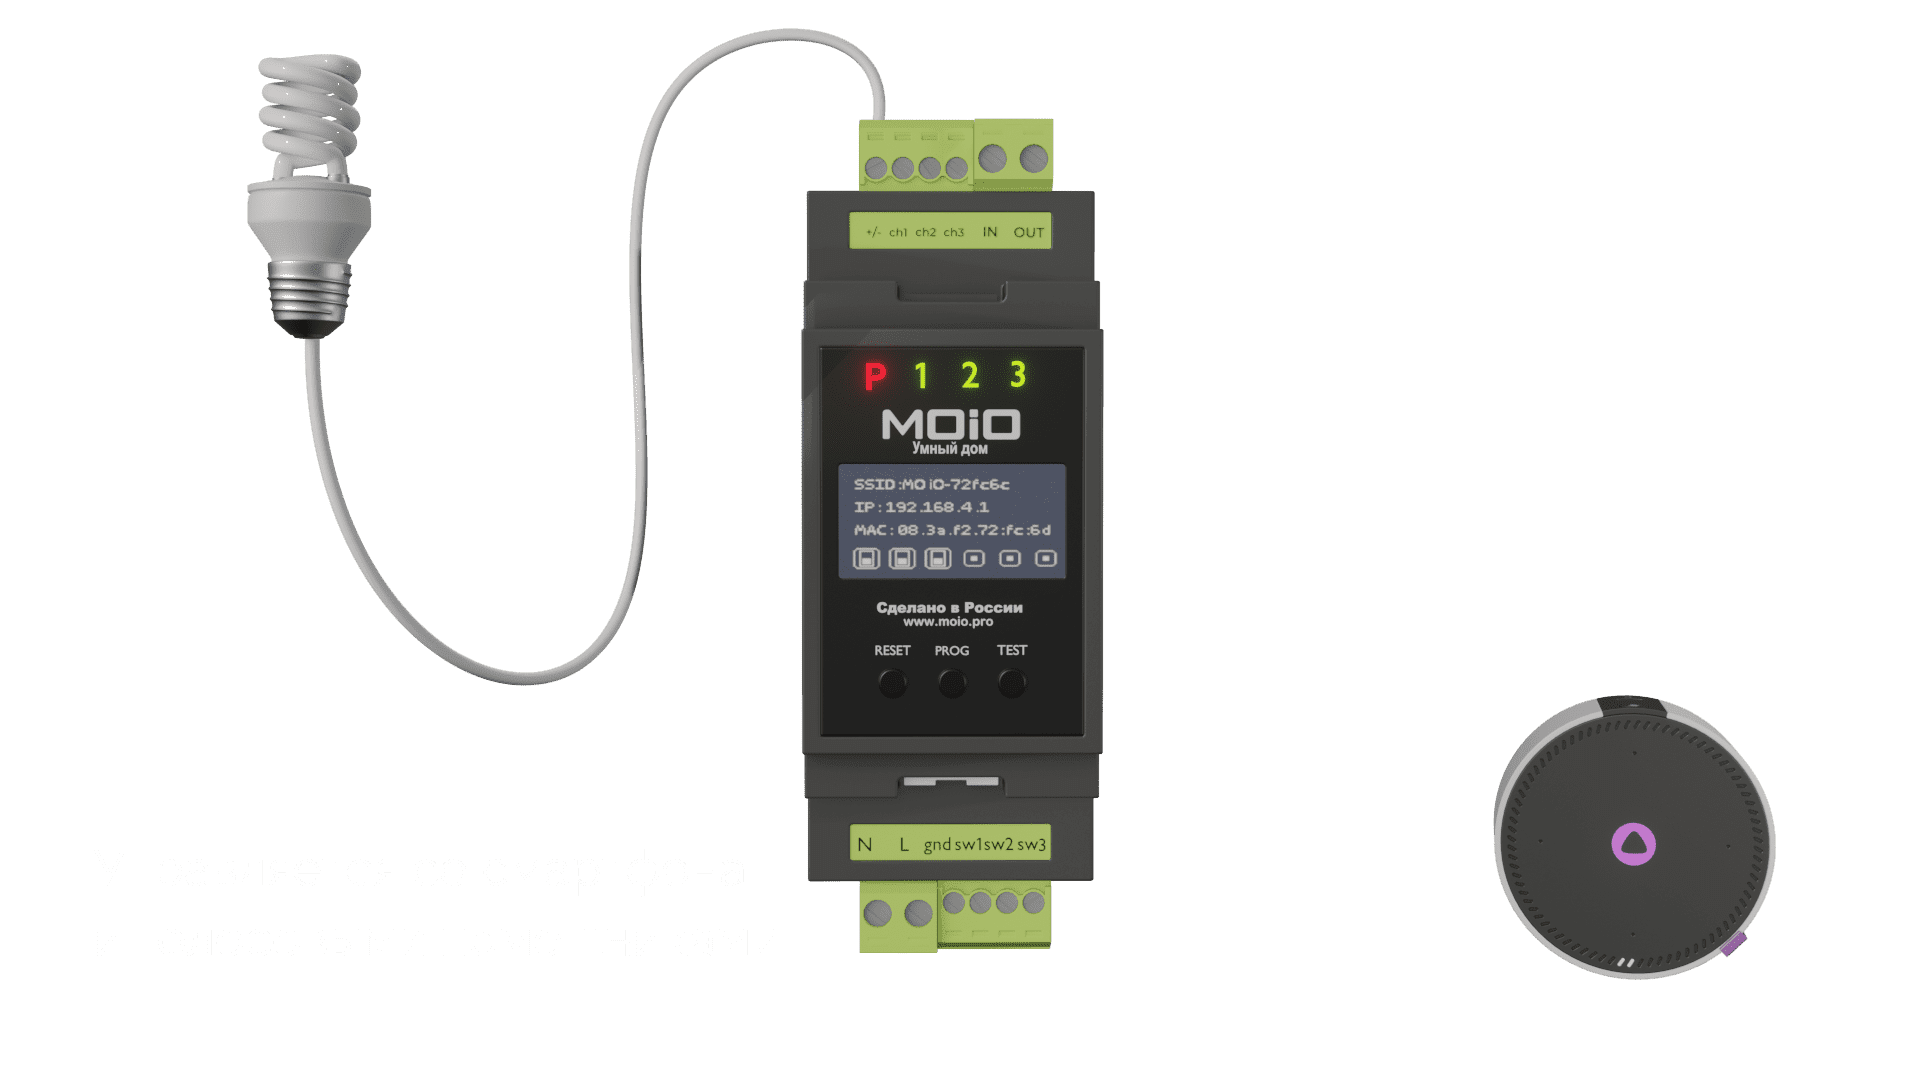 +/- ch1 ch2 ch3 IN OUT
P 1 2 3
MOiO
Умный дом
SSID:MOiO-72fc6c
IP:192.168.4.1
MAC:08.3a.f2.72:fc:6d
Сделано в России
www.moio.pro
RESET PROG TEST
N L gnd sw1 sw2 sw3